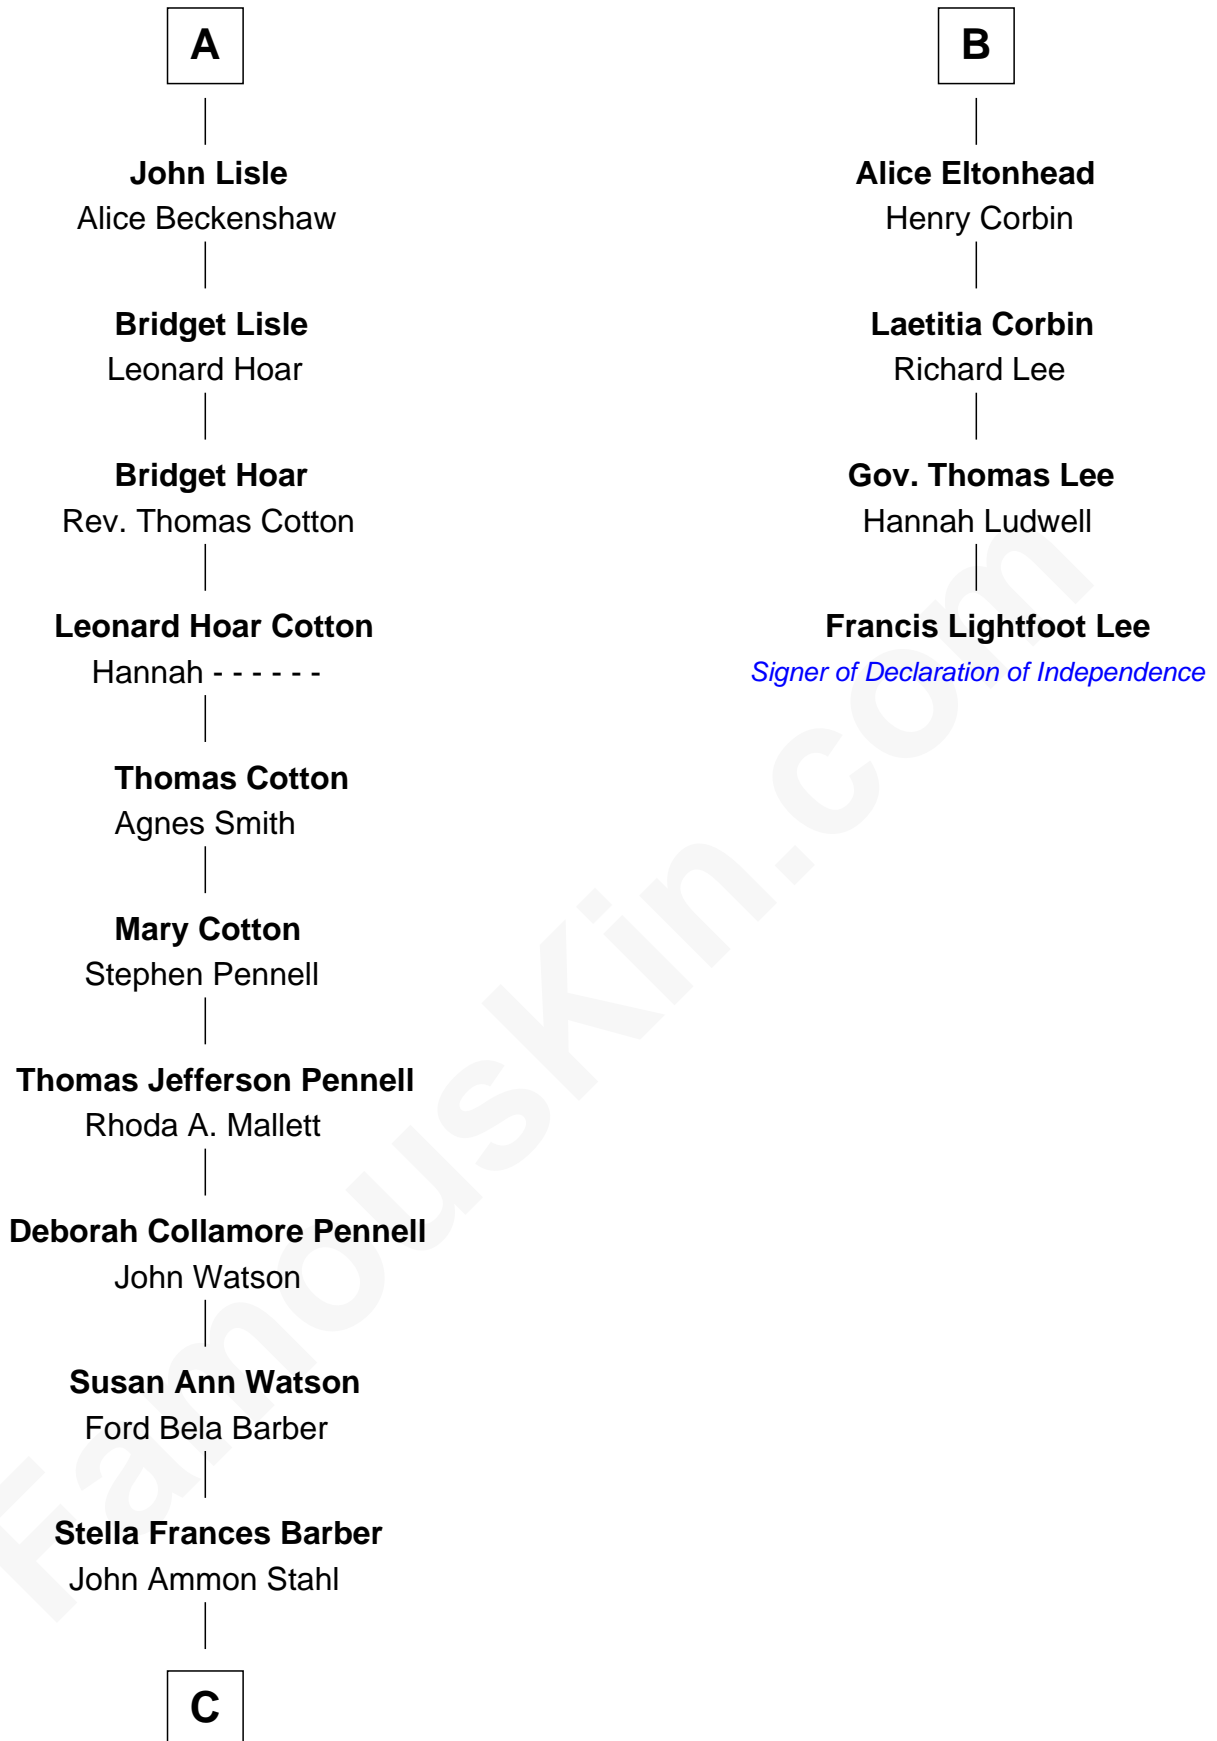 A
John Lisle
Alice Beckenshaw
Bridget Lisle
Leonard Hoar
Bridget Hoar
Rev. Thomas Cotton
Leonard Hoar Cotton
Hannah - - - - - -
Thomas Cotton
Agnes Smith
Mary Cotton
Stephen Pennell
Thomas Jefferson Pennell
Rhoda A. Mallett
Deborah Collamore Pennell
John Watson
Susan Ann Watson
Ford Bela Barber
Stella Frances Barber
John Ammon Stahl
C
B
Alice Eltonhead
Henry Corbin
Laetitia Corbin
Richard Lee
Gov. Thomas Lee
Hannah Ludwell
Francis Lightfoot Lee
Signer of Declaration of Independence
FamousKin.com